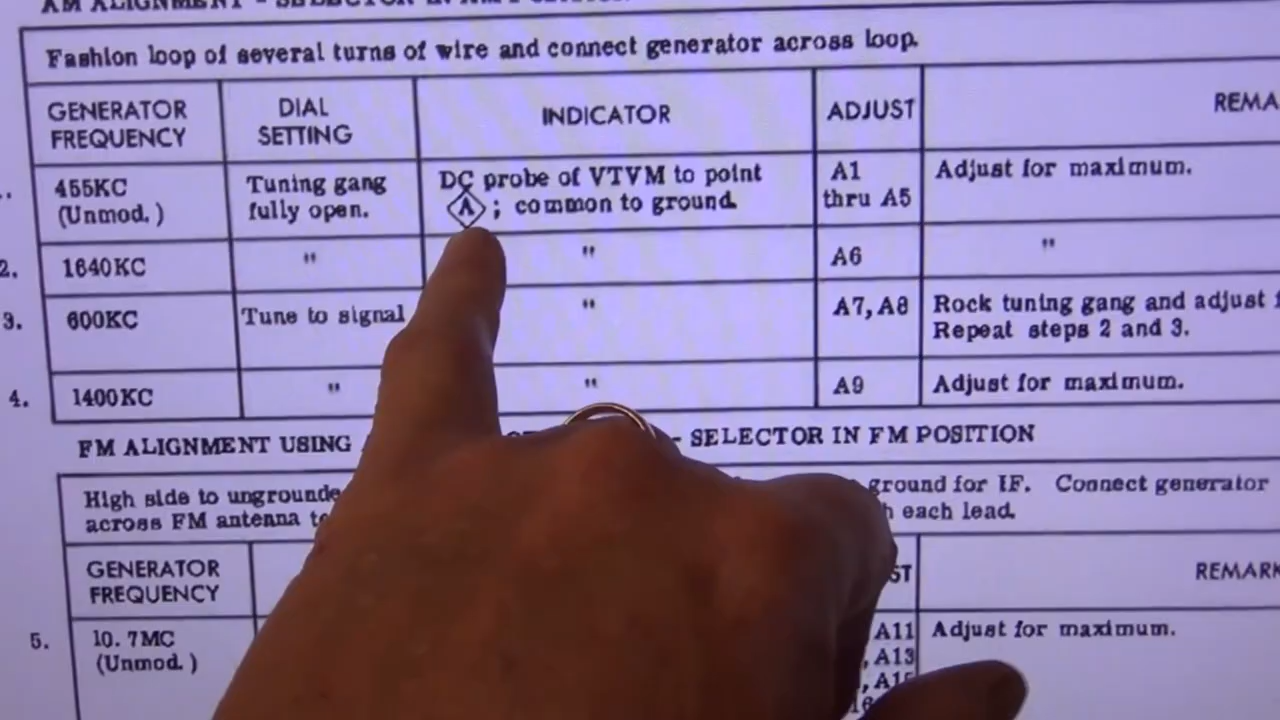 AM ALIGNMENT - SELECTOR IN
Fashion loop of several turns of wire and connect generator across loop.
GENERATOR FREQUENCY
DIAL SETTING
INDICATOR
ADJUST
455KC (Unmod.)
Tuning gang fully open.
DC probe of VTVM to point A ; common to ground.
A1 thru A5
Adjust for maximum.
2. 1640KC " " A6 "
3. 600KC
Tune to signal
"
A7, A8
Rock tuning gang and adjust
Repeat steps 2 and 3.
4. 1400KC " " A9 Adjust for maximum.
FM ALIGNMENT USING
- SELECTOR IN FM POSITION
High side to
ground for IF. Connect generator
across FM antenna
each lead.
GENERATOR FREQUENCY
5. 10.7MC (Unmod.)
A11
, A13
Adjust for maximum.